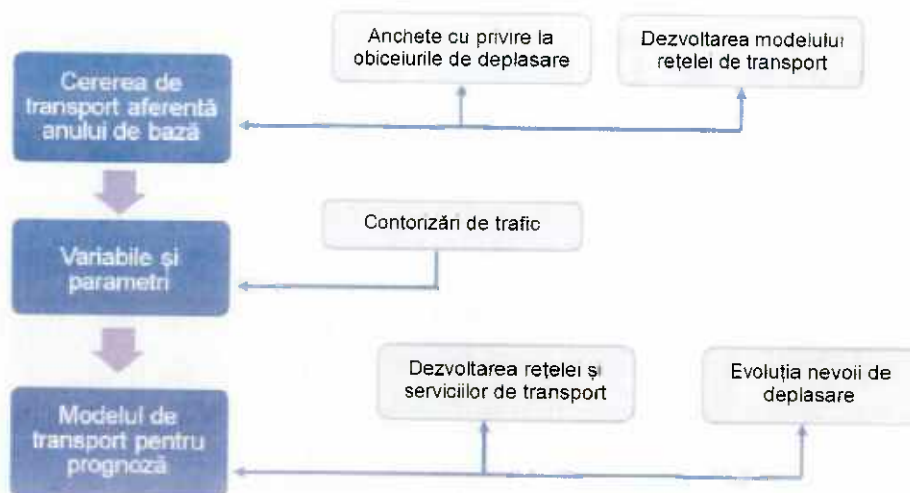 Anchete cu privire la
obiceiurile de deplasare
Dezvoltarea modelului
rețelei de transport
Cererea de
transport aferentă
anului de bază
Contorizări de trafic
Variabile și
parametri
Dezvoltarea rețelei și
serviciilor de transport
Evoluția nevoii de
deplasare
Modelul de
transport pentru
prognoză